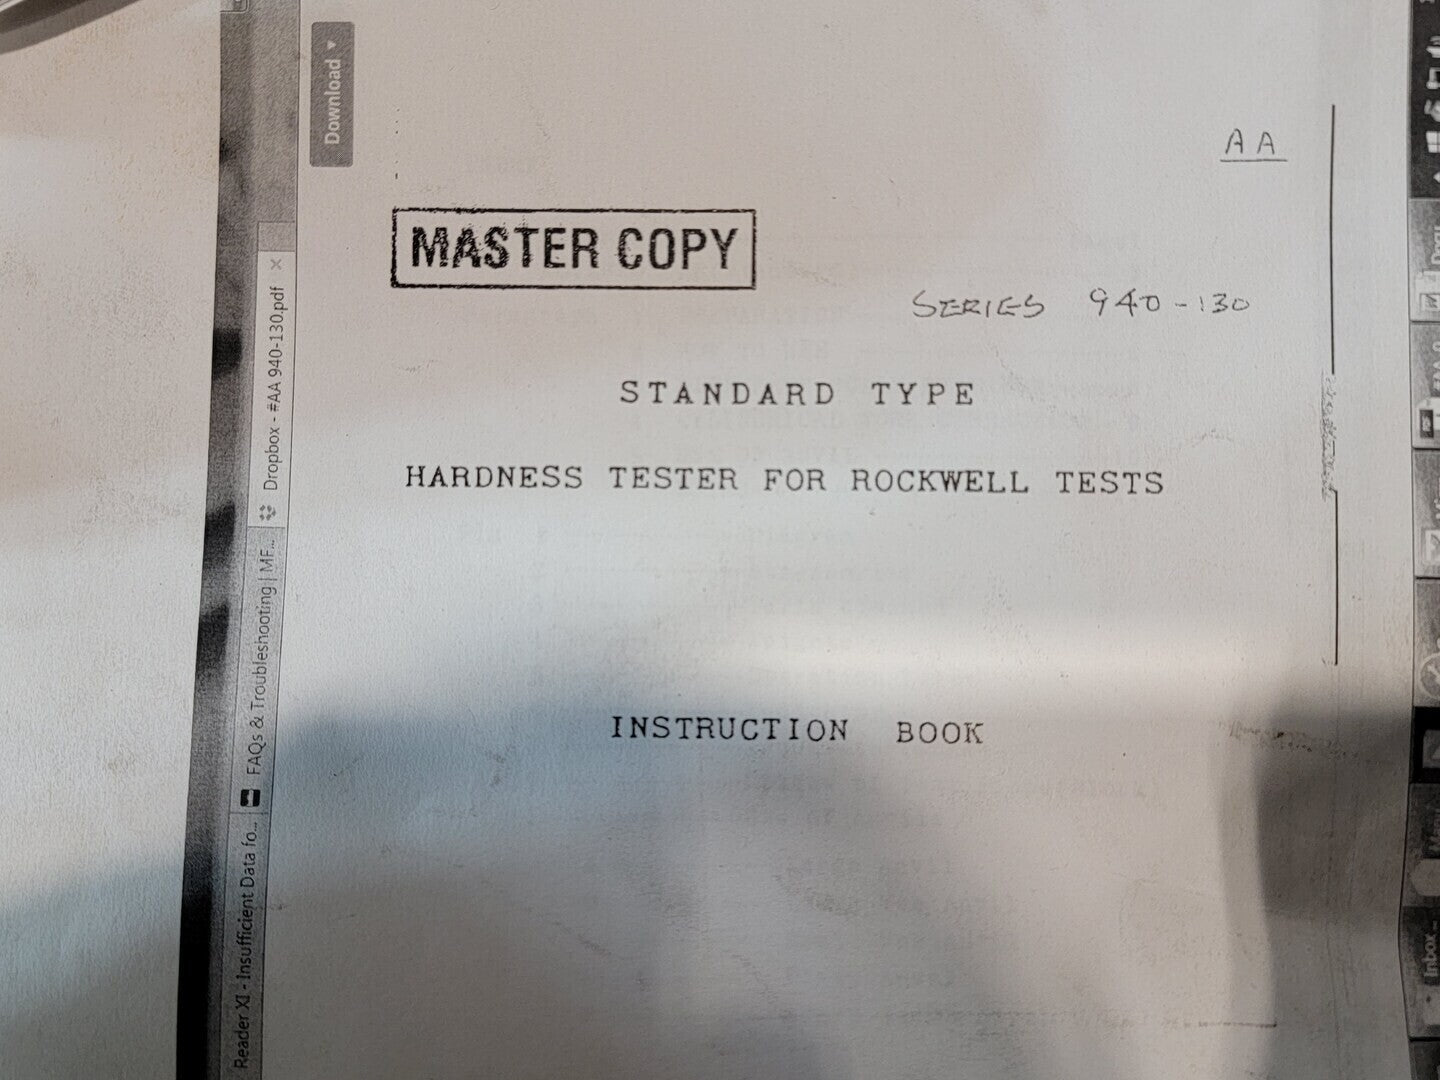 AA
MASTER COPY
SERIES 940-130
STANDARD TYPE
HARDNESS TESTER FOR ROCKWELL TESTS
INSTRUCTION BOOK
Download
Dropbox - #AA 940-130.pdf
FAQs & Troubleshooting | MF...
Reader XI - Insufficient Data fo...
Inbox